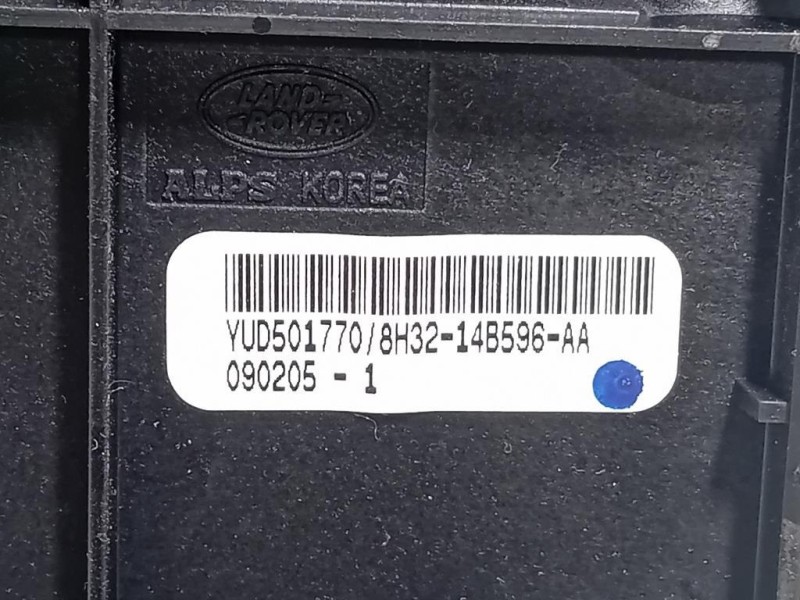 LAND-
ROVER
ALPS KOREA
YUD501770/8H32-14B596-AA
090205 - 1